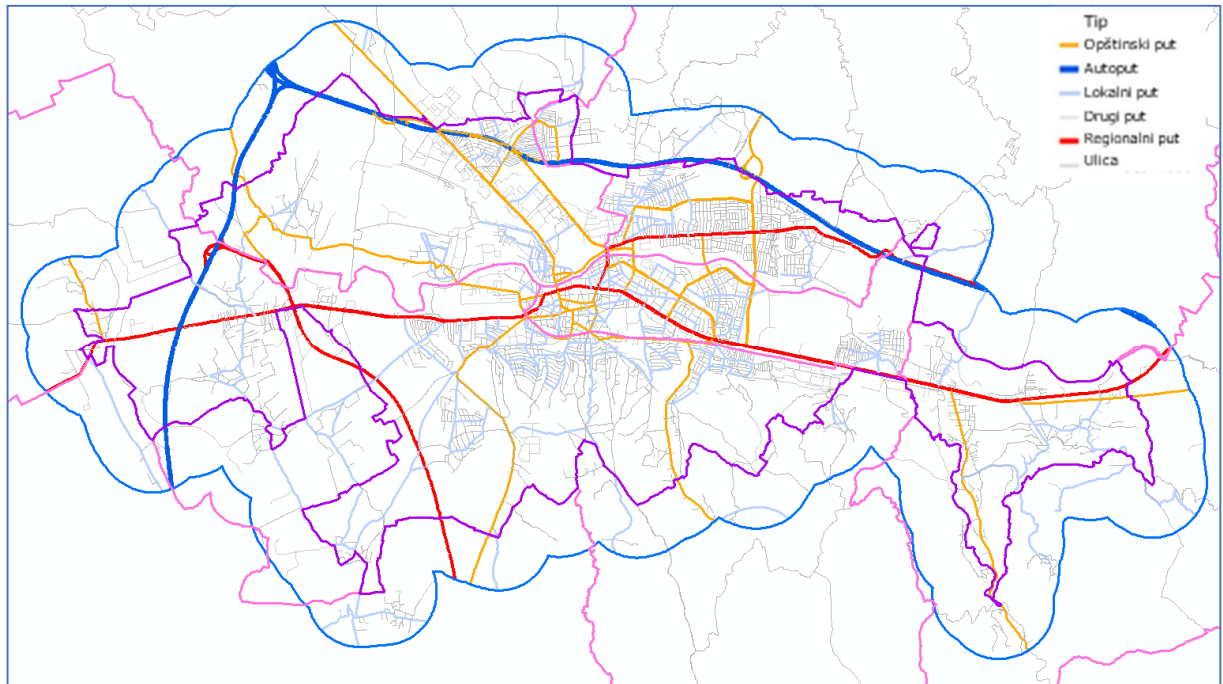 Tip
Opštinski put
Autoput
Lokalni put
Drugi put
Regionalni put
Ulica